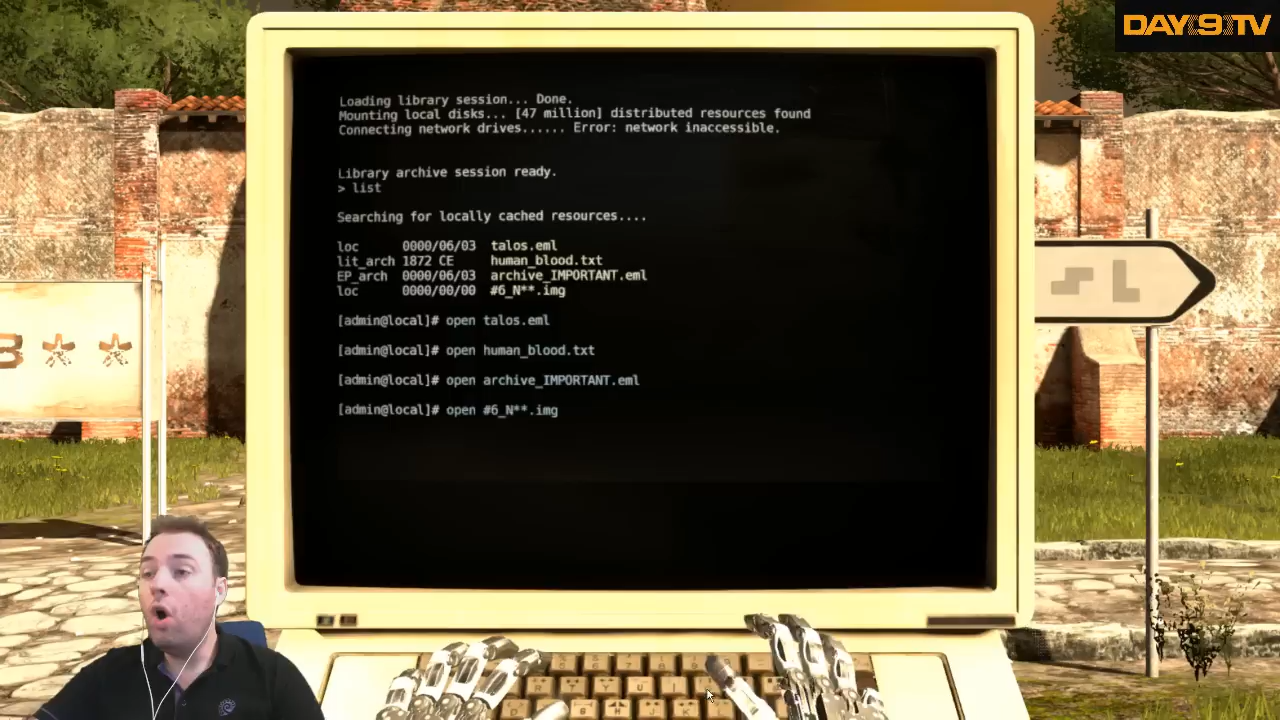 DAY[9]TV
Loading library session... Done.
Mounting local disks... [47 million] distributed resources found
Connecting network drives...... Error: network inaccessible.
Library archive session ready.
> list
Searching for locally cached resources....
loc 0000/06/03 talos.eml
lit_arch 1872 CE human_blood.txt
EP_arch 0000/06/03 archive_IMPORTANT.eml
loc 0000/00/00 #6_N**.img
[admin@local]# open talos.eml
[admin@local]# open human_blood.txt
[admin@local]# open archive_IMPORTANT.eml
[admin@local]# open #6_N**.img